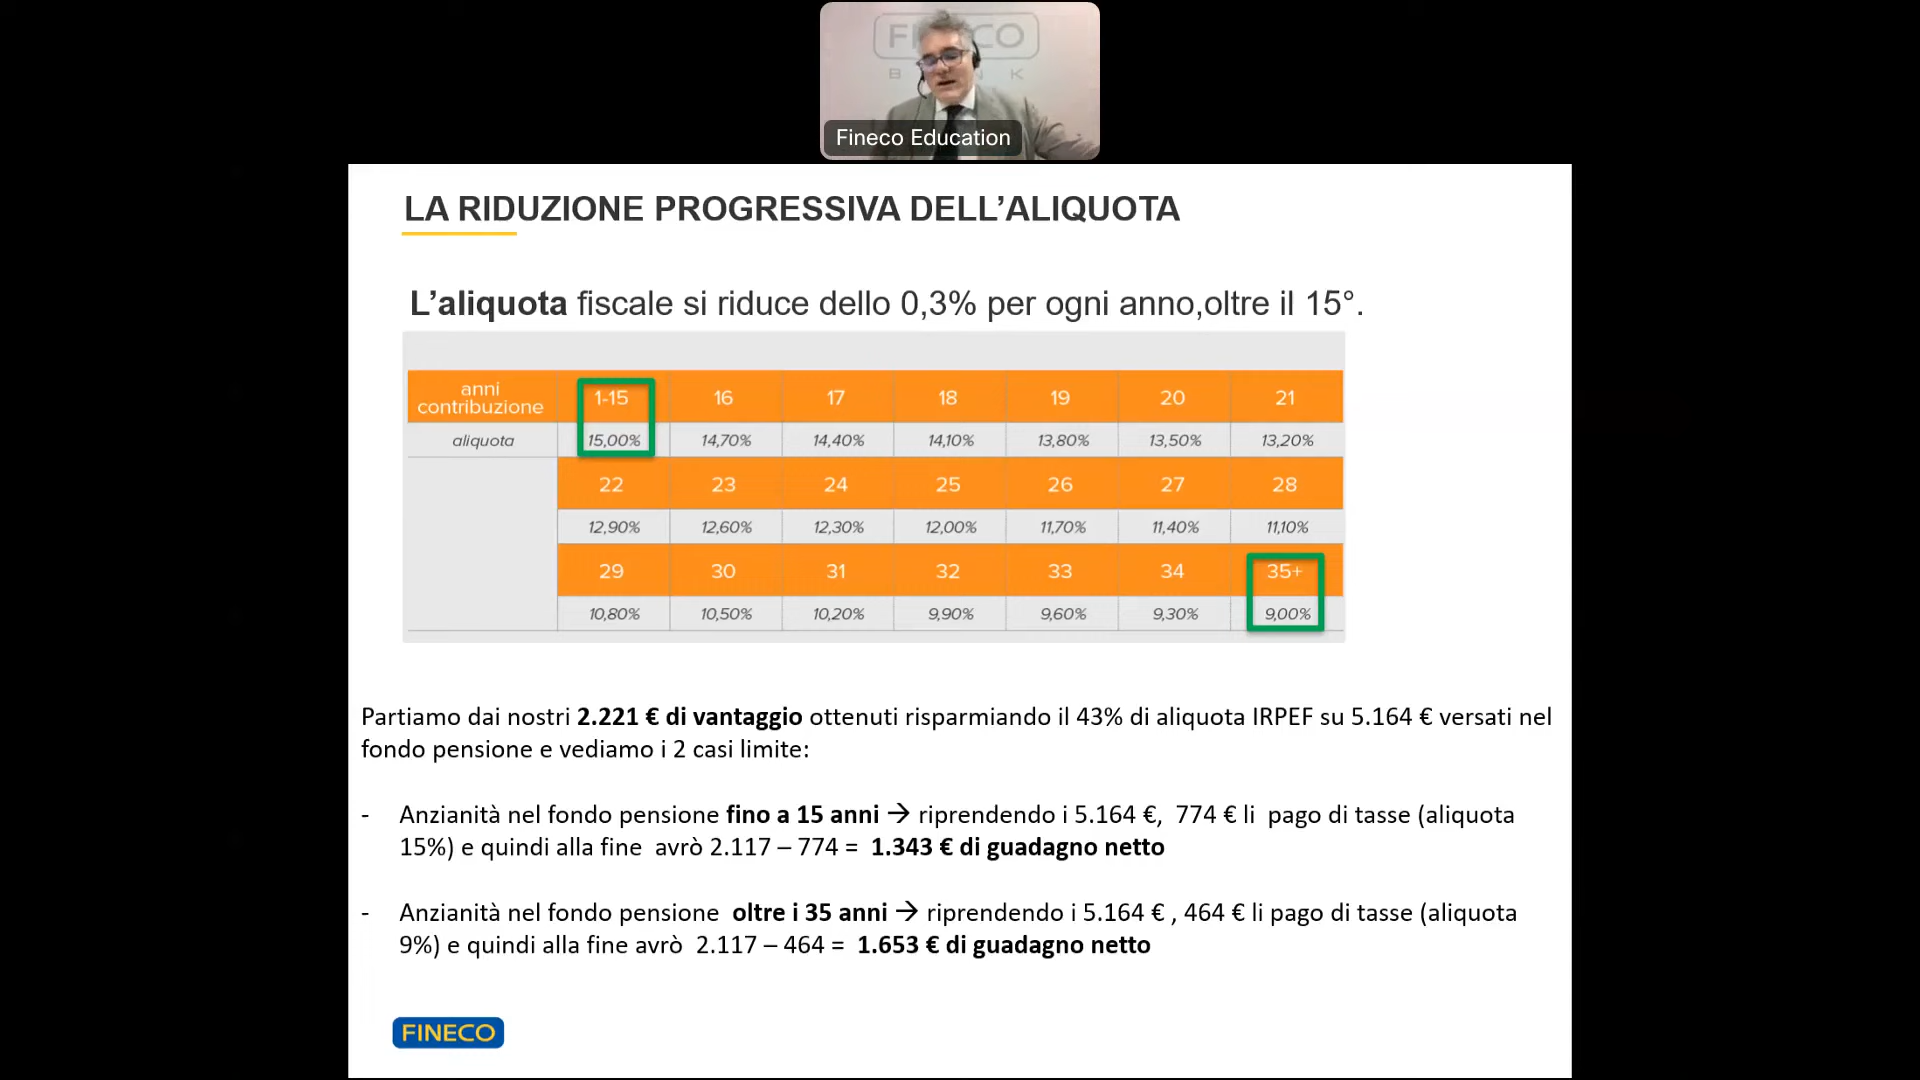 FINECO
BANK
Fineco Education
LA RIDUZIONE PROGRESSIVA DELL’ALIQUOTA
L’aliquota fiscale si riduce dello 0,3% per ogni anno,oltre il 15°.
anni contribuzione 1-15 16 17 18 19 20 21
aliquota 15,00% 14,70% 14,40% 14,10% 13,80% 13,50% 13,20%
22 23 24 25 26 27 28
12,90% 12,60% 12,30% 12,00% 11,70% 11,40% 11,10%
29 30 31 32 33 34 35+
10,80% 10,50% 10,20% 9,90% 9,60% 9,30% 9,00%
Partiamo dai nostri 2.221 € di vantaggio ottenuti risparmiando il 43% di aliquota IRPEF su 5.164 € versati nel
fondo pensione e vediamo i 2 casi limite:
- Anzianità nel fondo pensione fino a 15 anni → riprendendo i 5.164 €, 774 € li pago di tasse (aliquota
15%) e quindi alla fine avrò 2.117 – 774 = 1.343 € di guadagno netto
- Anzianità nel fondo pensione oltre i 35 anni → riprendendo i 5.164 € , 464 € li pago di tasse (aliquota
9%) e quindi alla fine avrò 2.117 – 464 = 1.653 € di guadagno netto
FINECO